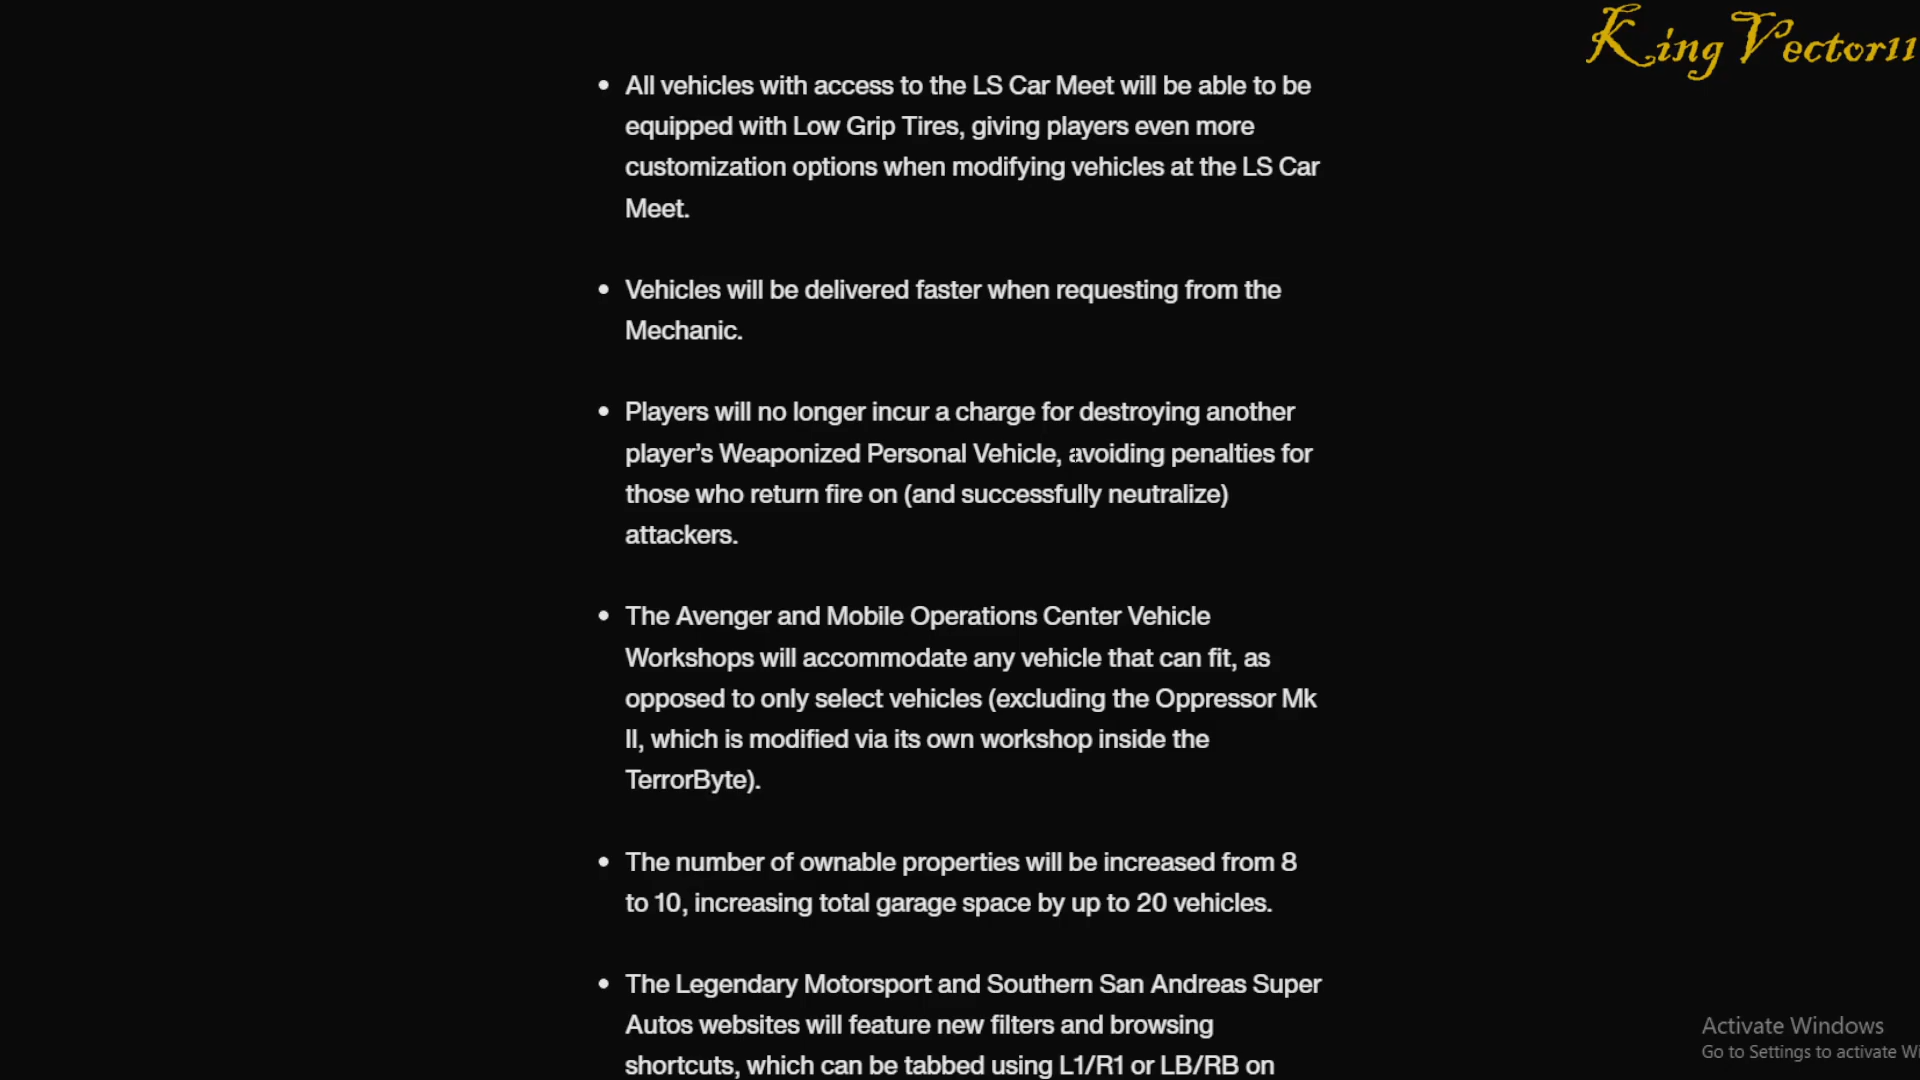 King Vector11
• All vehicles with access to the LS Car Meet will be able to be
equipped with Low Grip Tires, giving players even more
customization options when modifying vehicles at the LS Car
Meet.
• Vehicles will be delivered faster when requesting from the
Mechanic.
• Players will no longer incur a charge for destroying another
player’s Weaponized Personal Vehicle, avoiding penalties for
those who return fire on (and successfully neutralize)
attackers.
• The Avenger and Mobile Operations Center Vehicle
Workshops will accommodate any vehicle that can fit, as
opposed to only select vehicles (excluding the Oppressor Mk
II, which is modified via its own workshop inside the
TerrorByte).
• The number of ownable properties will be increased from 8
to 10, increasing total garage space by up to 20 vehicles.
• The Legendary Motorsport and Southern San Andreas Super
Autos websites will feature new filters and browsing
shortcuts, which can be tabbed using L1/R1 or LB/RB on
Activate Windows
Go to Settings to activate Wi